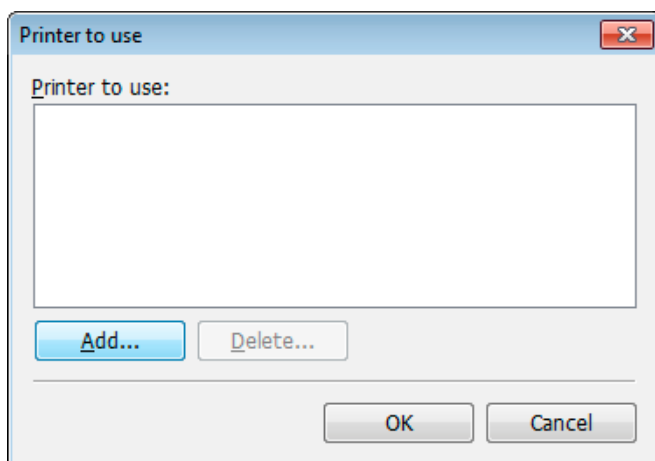 Printer to use
Printer to use:
Add...
Delete...
OK
Cancel